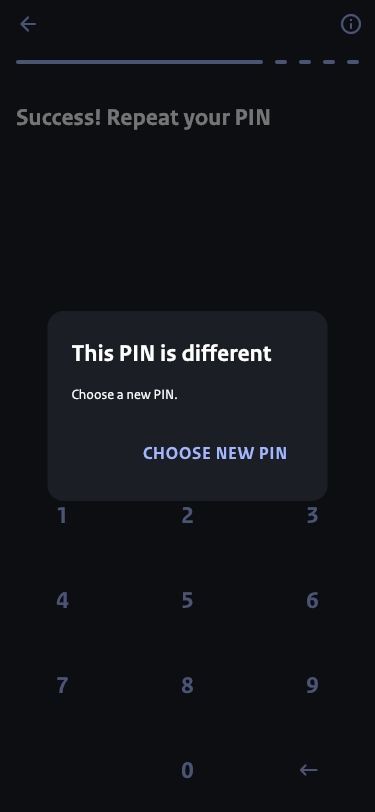 Success! Repeat your PIN
This PIN is different
Choose a new PIN.
CHOOSE NEW PIN
1 2 3
4 5 6
7 8 9
0